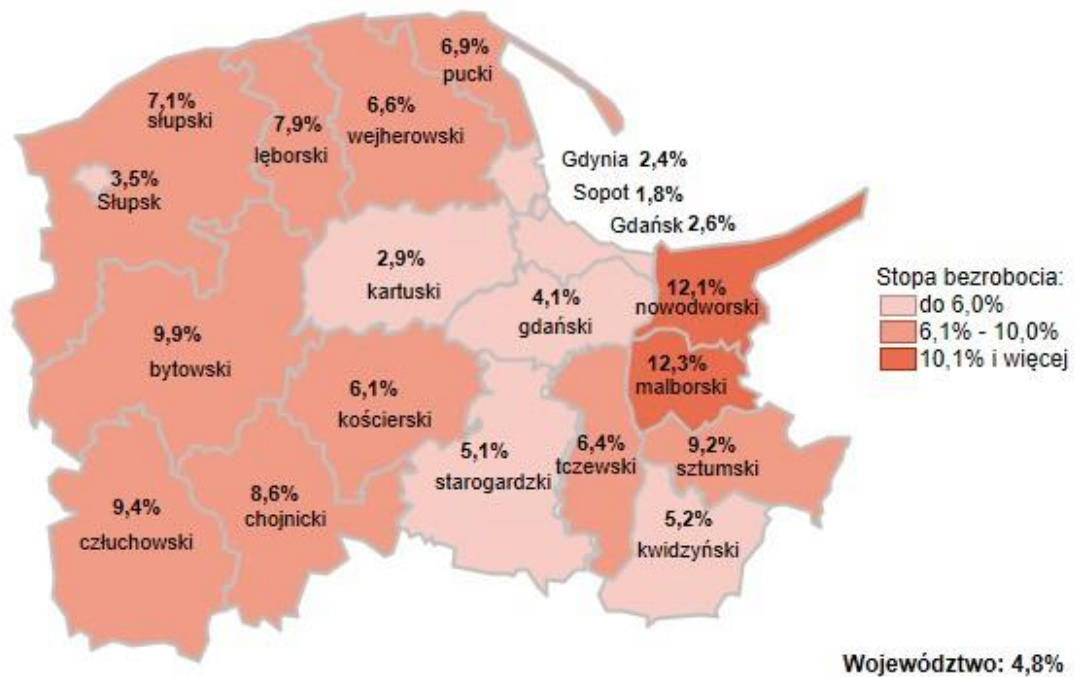 6,9%
pucki
7,1%
słupski
7,9%
lęborski
6,6%
wejherowski
Gdynia 2,4%
3,5%
Słupsk
Sopot 1,8%
Gdańsk 2,6%
2,9%
kartuski
4,1%
gdański
12,1%
nowodworski
Stopa bezrobocia:
do 6,0%
6,1% - 10,0%
10,1% i więcej
9,9%
bytowski
6,1%
kościerski
12,3%
malborski
5,1%
starogardzki
6,4%
tczewski
9,2%
sztumski
9,4%
człuchowski
8,6%
chojnicki
5,2%
kwidzyński
Województwo: 4,8%